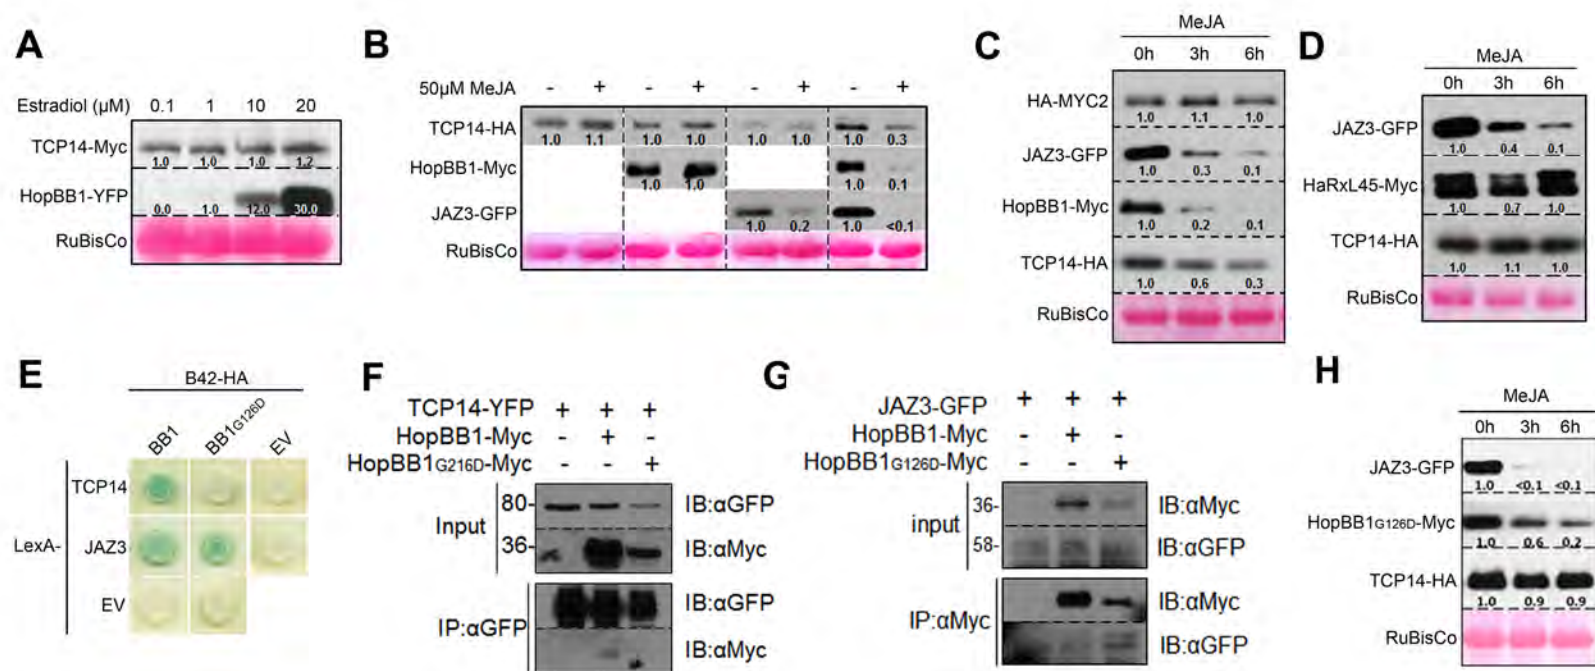 A
Estradiol (µM) 0.1 1 10 20
TCP14-Myc
1.0 1.0 1.0 1.2
HopBB1-YFP
0.0 1.0 12.0 30.0
RuBisCo
B
50µM MeJA - + - + - + - +
TCP14-HA
1.0 1.1 1.0 1.0 1.0 1.0 1.0 0.3
HopBB1-Myc
1.0 1.0 1.0 0.1
JAZ3-GFP
1.0 0.2 1.0 <0.1
RuBisCo
C
MeJA
0h 3h 6h
HA-MYC2
1.0 1.1 1.0
JAZ3-GFP
1.0 0.3 0.1
HopBB1-Myc
1.0 0.2 0.1
TCP14-HA
1.0 0.6 0.3
RuBisCo
D
MeJA
0h 3h 6h
JAZ3-GFP
1.0 0.4 0.1
HaRxL45-Myc
1.0 0.7 1.0
TCP14-HA
1.0 1.1 1.0
RuBisCo
E
B42-HA
BB1 BB1G126D EV
TCP14
LexA- JAZ3
EV
F
TCP14-YFP + + +
HopBB1-Myc - + -
HopBB1G216D-Myc - - +
Input 80- IB:αGFP
36- IB:αMyc
IP:αGFP IB:αGFP
IB:αMyc
G
JAZ3-GFP + + +
HopBB1-Myc - + -
HopBB1G126D-Myc - - +
input 36- IB:αMyc
58- IB:αGFP
IP:αMyc IB:αMyc
IB:αGFP
H
MeJA
0h 3h 6h
JAZ3-GFP
1.0 <0.1 <0.1
HopBB1G126D-Myc
1.0 0.6 0.2
TCP14-HA
1.0 0.9 0.9
RuBisCo